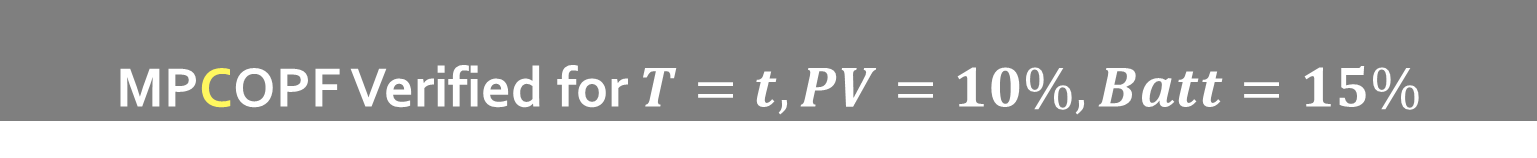 MPCOPF Verified for T = t, PV = 10%, Batt = 15%